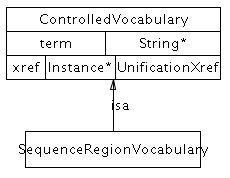 ControlledVocabulary
term String*
xref Instance* UnificationXref
isa
SequenceRegionVocabulary